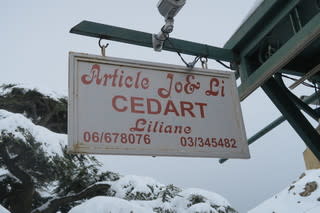 Article Jo& Li
CEDART
Liliane
06/678076 03/345482